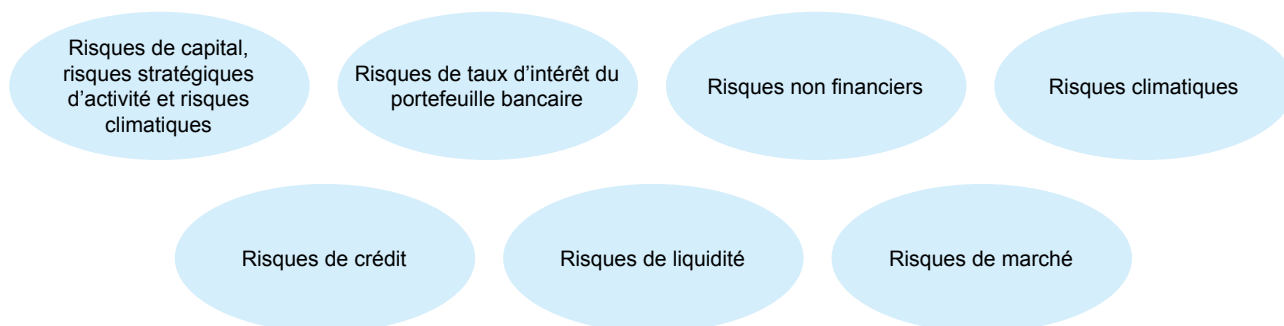 Risques de capital,
risques stratégiques
d’activité et risques
climatiques
Risques de taux d’intérêt du
portefeuille bancaire
Risques non financiers
Risques climatiques
Risques de crédit
Risques de liquidité
Risques de marché